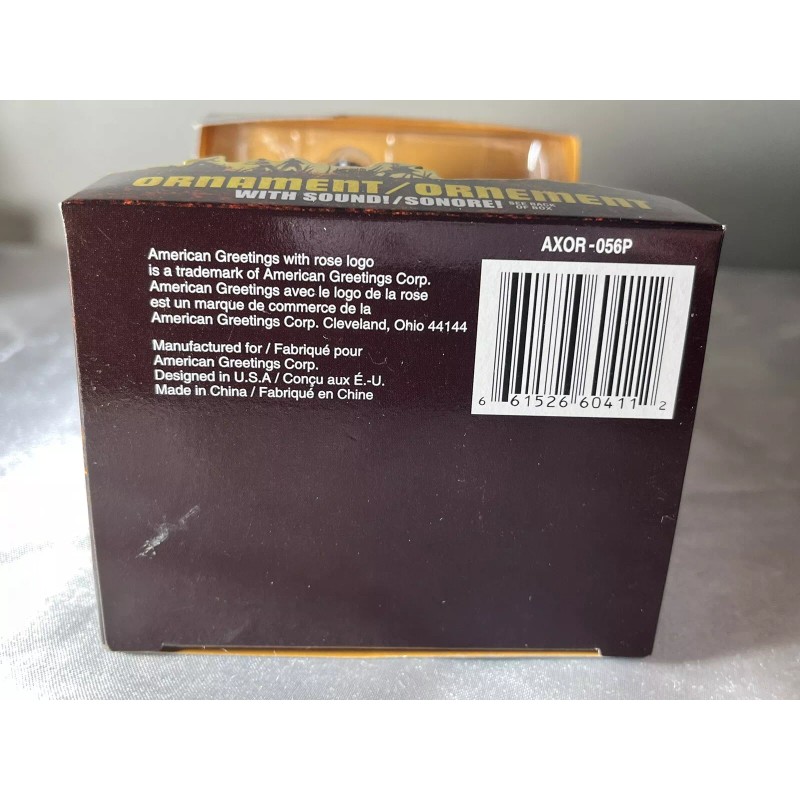 ORNAMENT / ORNEMENT
WITH SOUND! / SONORE! SEE BACK
OF BOX
AXOR-056P
American Greetings with rose logo
is a trademark of American Greetings Corp.
American Greetings avec le logo de la rose
est un marque de commerce de la
American Greetings Corp. Cleveland, Ohio 44144
Manufactured for / Fabriqué pour
American Greetings Corp.
Designed in U.S.A / Conçu aux É.-U.
Made in China / Fabriqué en Chine
6 61526 60411 2